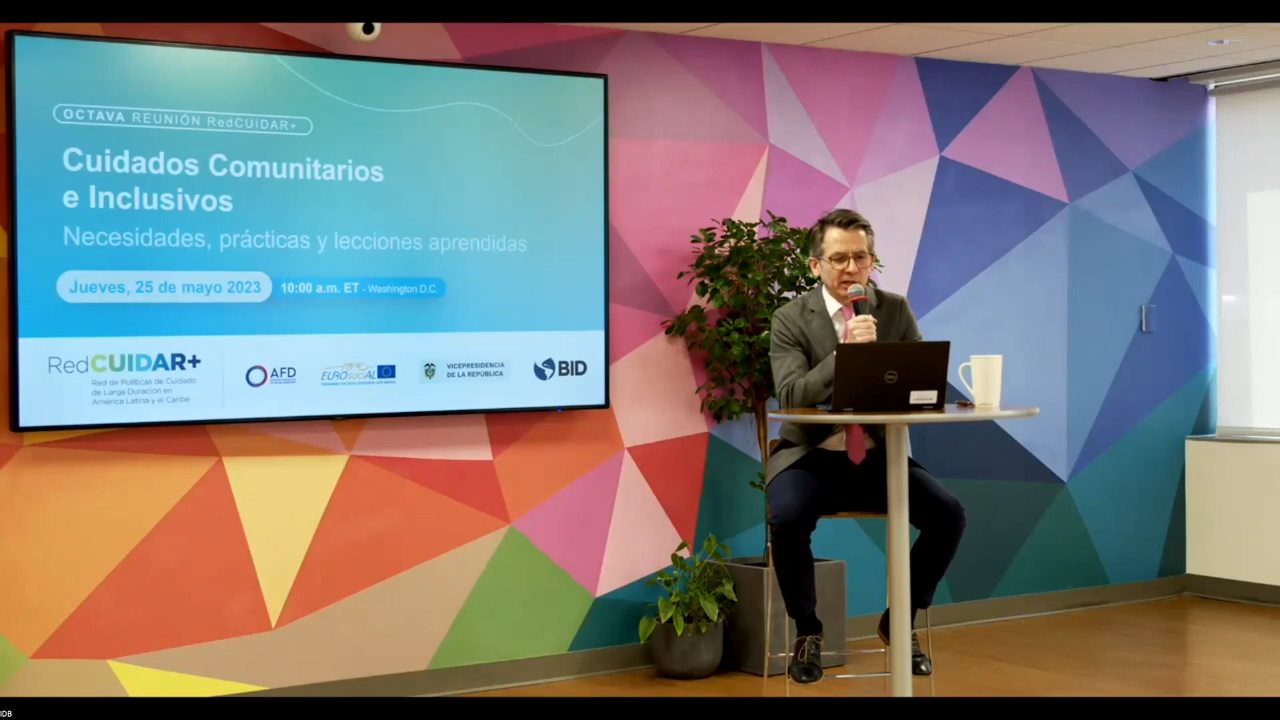 OCTAVA REUNIÓN RedCUIDAR+
Cuidados Comunitarios
e Inclusivos
Necesidades, prácticas y lecciones aprendidas
Jueves, 25 de mayo 2023
10:00 a.m. ET - Washington D.C.
RedCUIDAR+
Red de Políticas de Cuidado
de Larga Duración en
América Latina y el Caribe
AFD
EUROsociAL
VICEPRESIDENCIA
DE LA REPÚBLICA
BID
DELL
IDB